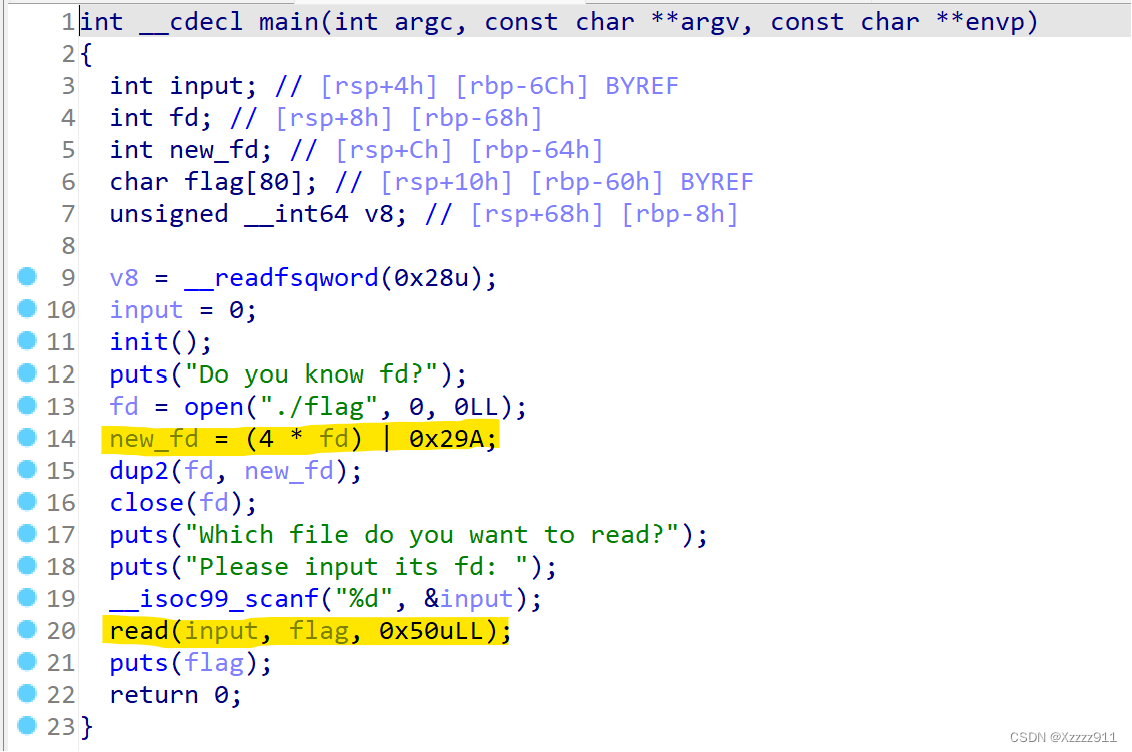 1 int __cdecl main(int argc, const char **argv, const char **envp)
2 {
3 int input; // [rsp+4h] [rbp-6Ch] BYREF
4 int fd; // [rsp+8h] [rbp-68h]
5 int new_fd; // [rsp+Ch] [rbp-64h]
6 char flag[80]; // [rsp+10h] [rbp-60h] BYREF
7 unsigned __int64 v8; // [rsp+68h] [rbp-8h]
8
9 v8 = __readfsqword(0x28u);
10 input = 0;
11 init();
12 puts("Do you know fd?");
13 fd = open("./flag", 0, 0LL);
14 new_fd = (4 * fd) | 0x29A;
15 dup2(fd, new_fd);
16 close(fd);
17 puts("Which file do you want to read?");
18 puts("Please input its fd: ");
19 __isoc99_scanf("%d", &input);
20 read(input, flag, 0x50uLL);
21 puts(flag);
22 return 0;
23 }
CSDN @Xzzzz911